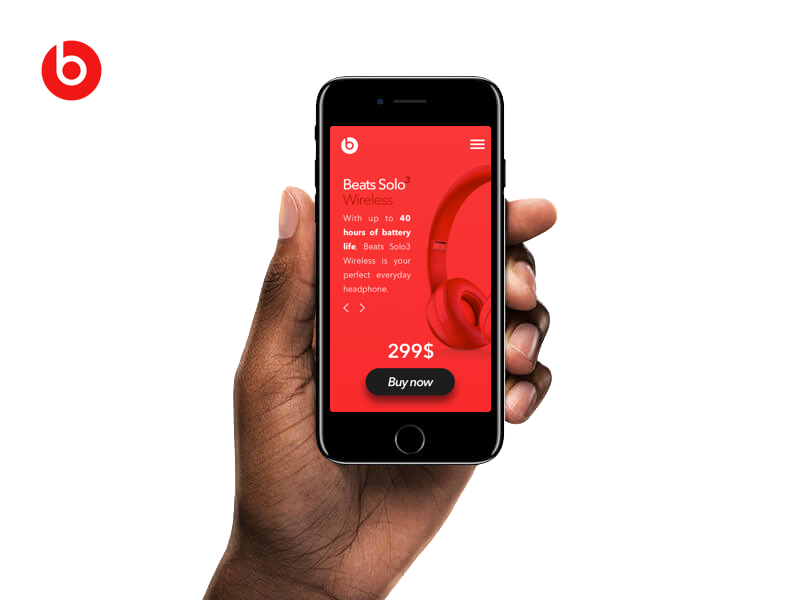 Beats Solo³
Wireless
With up to 40
hours of battery
life, Beats Solo3
Wireless is your
perfect everyday
headphone.
299$
Buy now